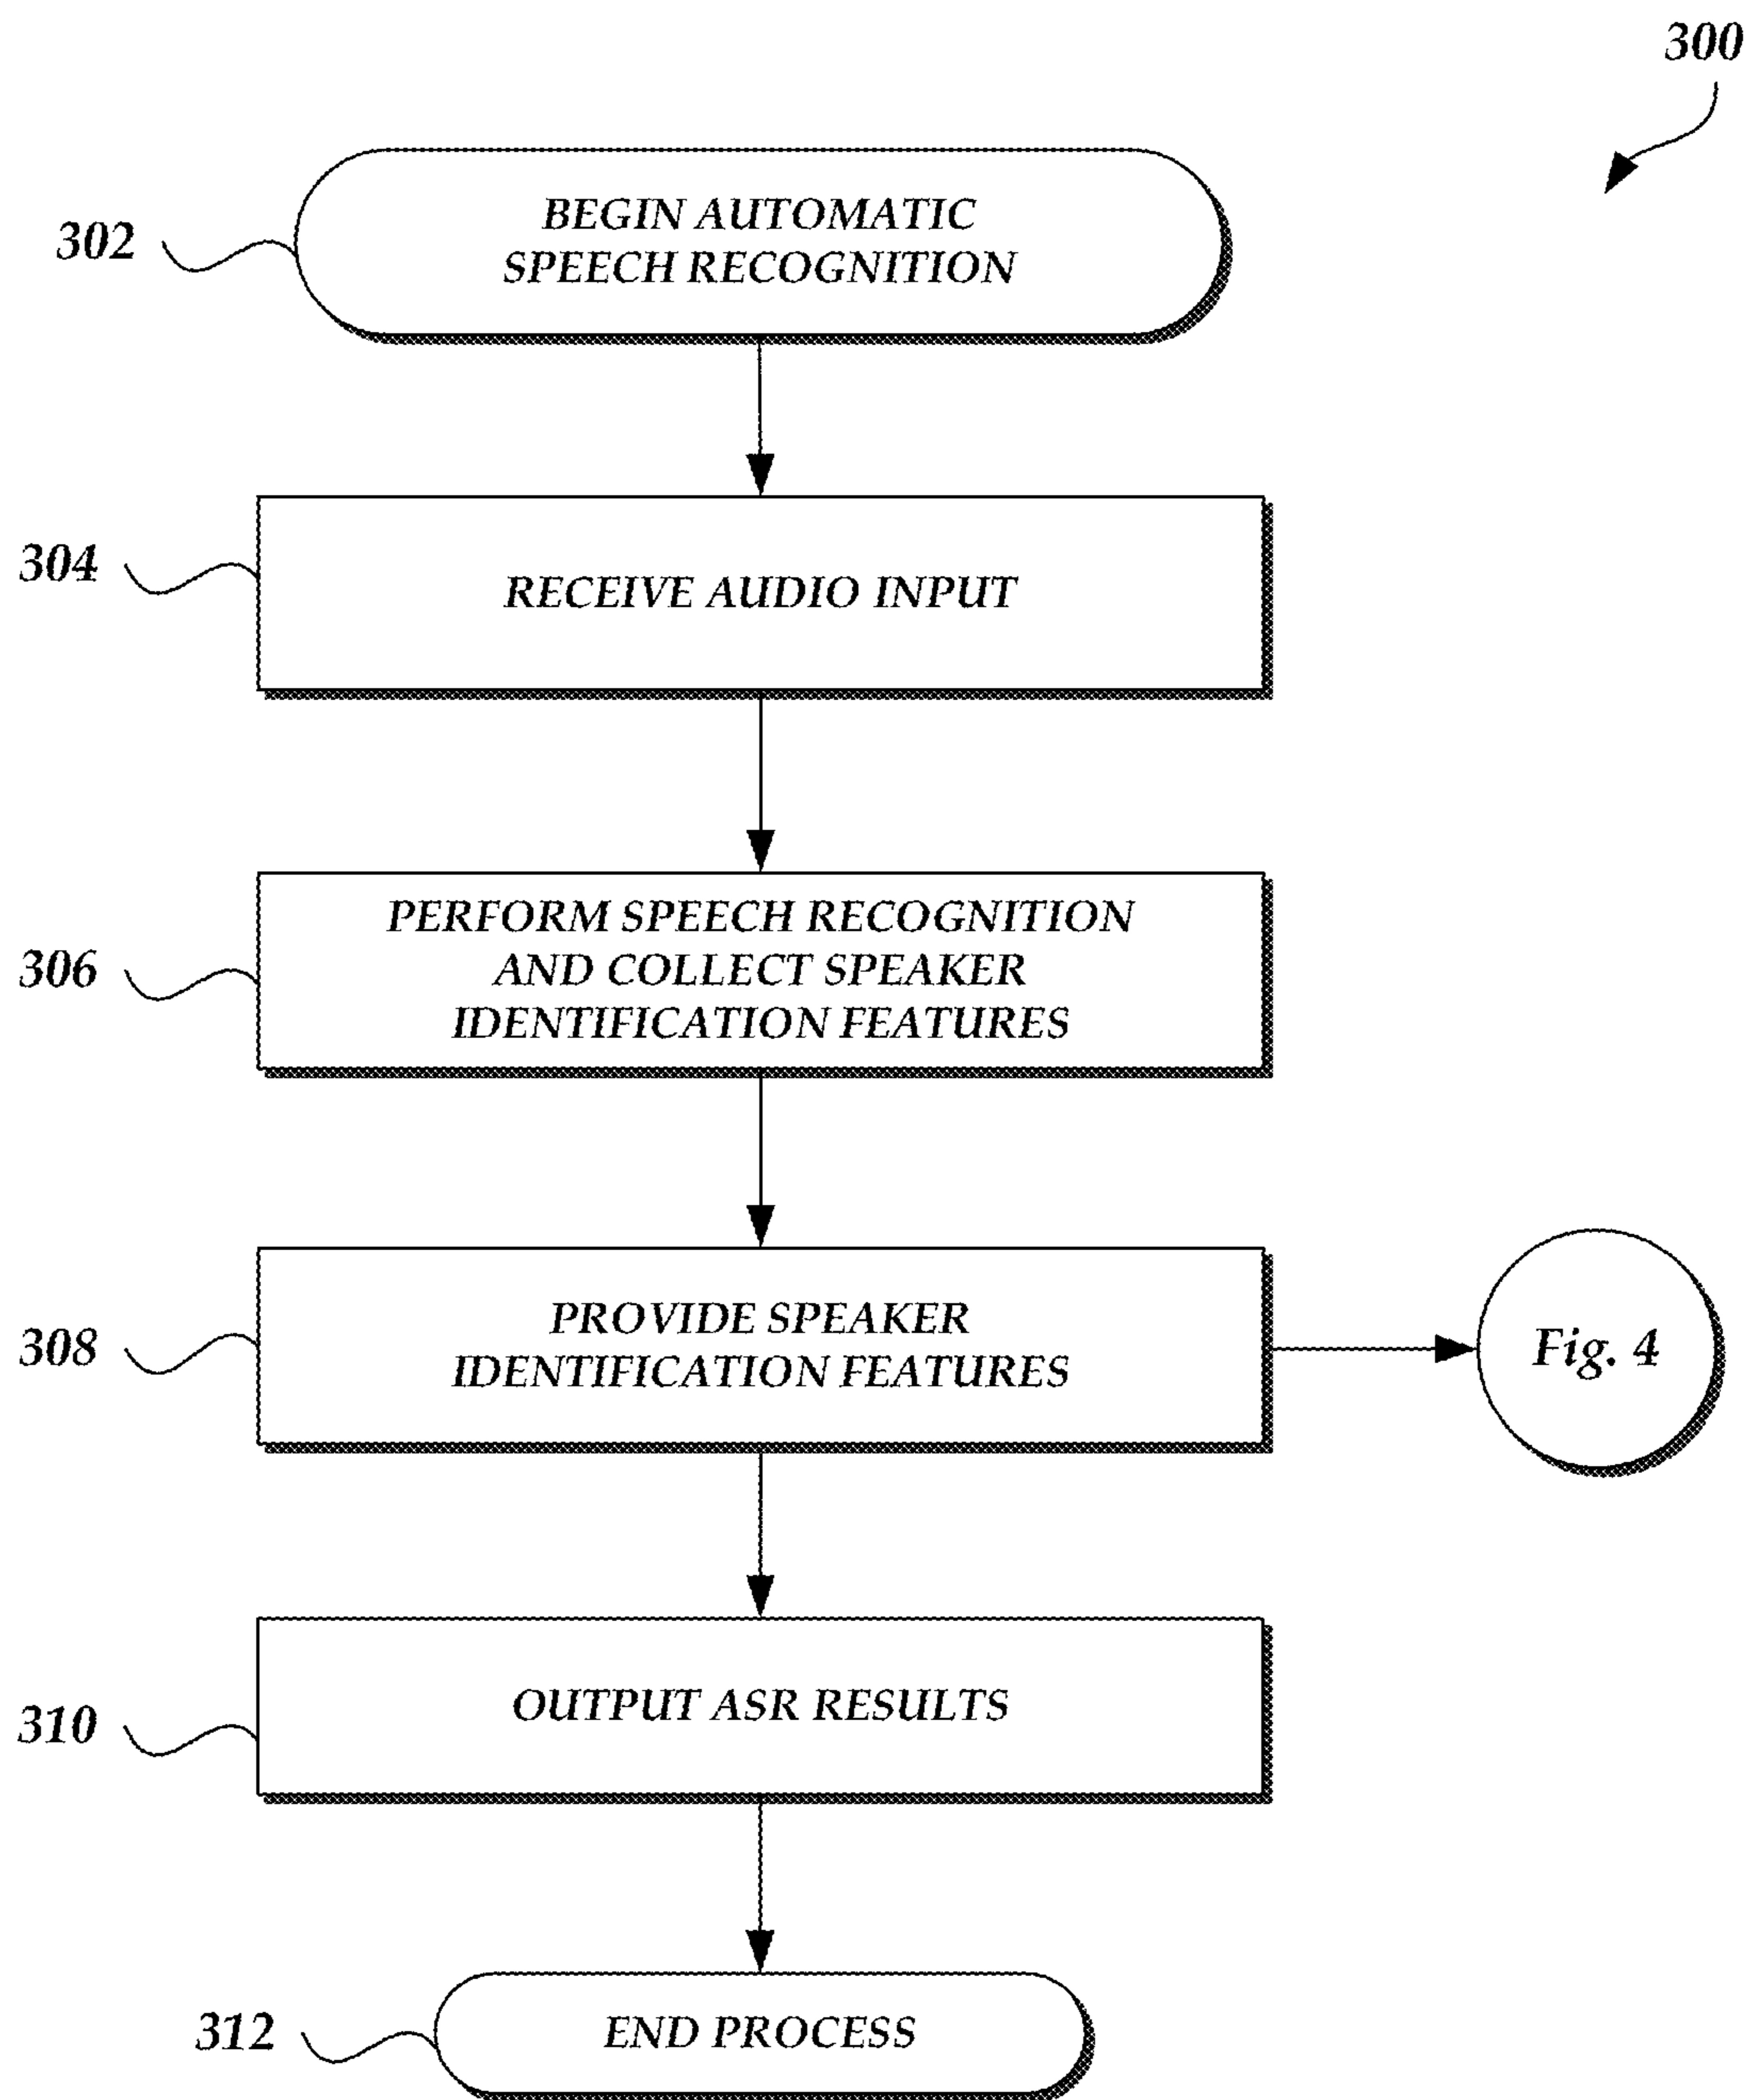 300
302
BEGIN AUTOMATIC
SPEECH RECOGNITION
304
RECEIVE AUDIO INPUT
306
PERFORM SPEECH RECOGNITION
AND COLLECT SPEAKER
IDENTIFICATION FEATURES
308
PROVIDE SPEAKER
IDENTIFICATION FEATURES
Fig. 4
310
OUTPUT ASR RESULTS
312
END PROCESS